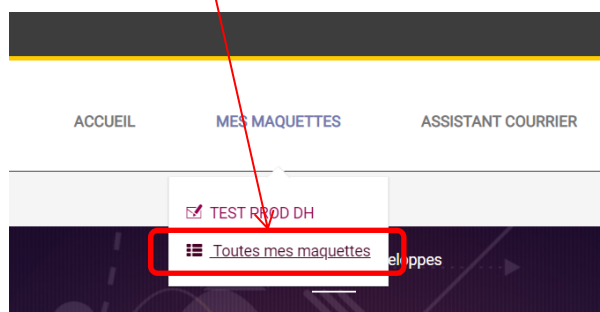 ACCUEIL MES MAQUETTES ASSISTANT COURRIER
TEST PROD DH
Toutes mes maquettes
eloppes